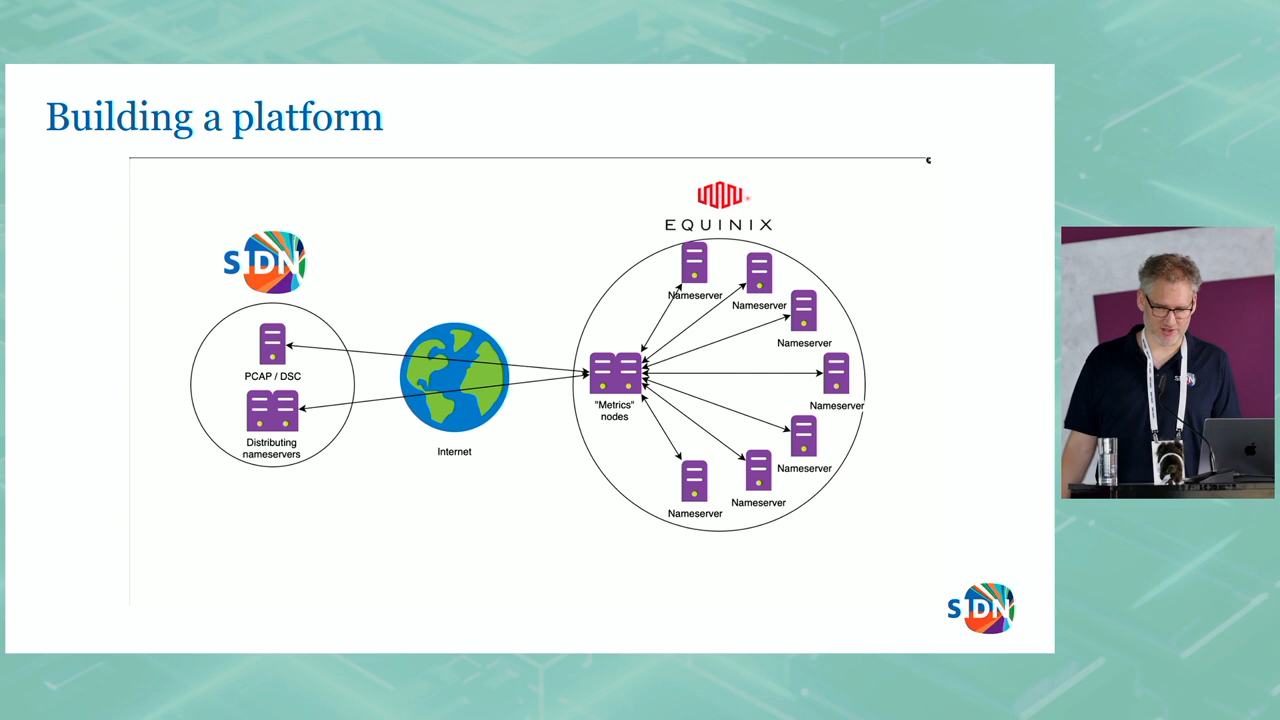 Building a platform
EQUINIX
SIDN
Nameserver
Nameserver
Nameserver
PCAP / DSC
Nameserver
"Metrics"
nodes
Distributing
nameservers
Internet
Nameserver
Nameserver
Nameserver
SIDN
SIDN